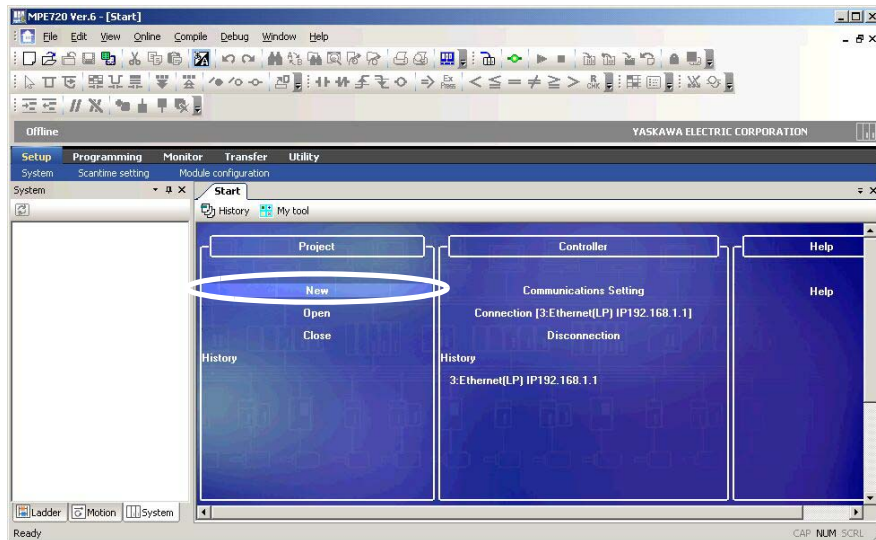 MPE720 Ver.6 - [Start]
File Edit View Online Compile Debug Window Help
Offline
YASKAWA ELECTRIC CORPORATION
Setup Programming Monitor Transfer Utility
System Scantime setting Module configuration
System
Start
History My tool
Project Controller Help
New Communications Setting Help
Open Connection [3:Ethernet(LP) IP192.168.1.1]
Close Disconnection
History History
3:Ethernet(LP) IP192.168.1.1
Ladder Motion System
Ready
CAP NUM SCRL